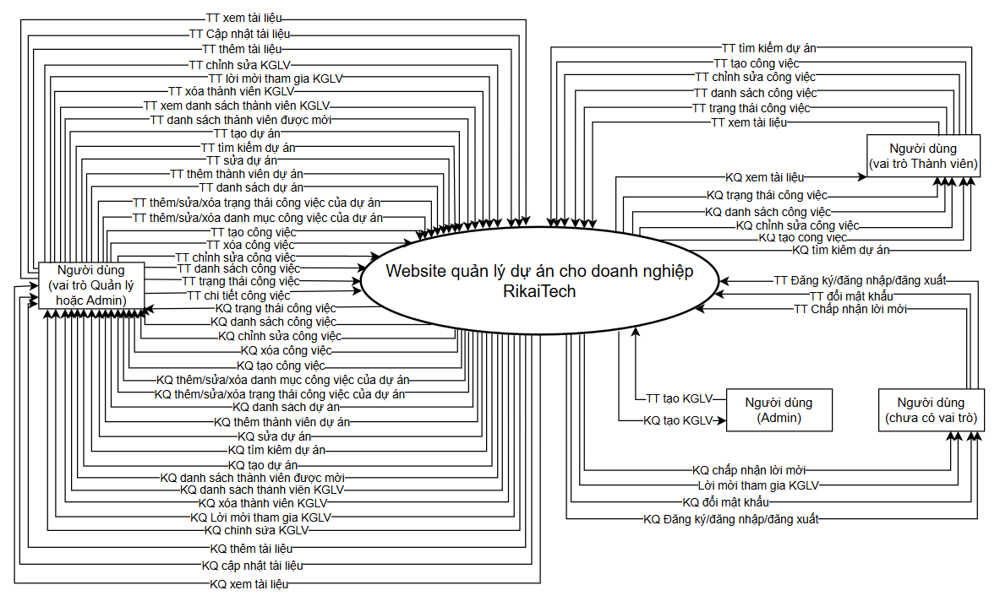 TT xem tài liệu
TT Cập nhật tài liệu
TT thêm tài liệu
TT chỉnh sửa KGLV
TT lời mời tham gia KGLV
TT xóa thành viên KGLV
TT xem danh sách thành viên KGLV
TT danh sách thành viên được mời
TT tạo dự án
TT tìm kiếm dự án
TT sửa dự án
TT thêm thành viên dự án
TT danh sách dự án
TT thêm/sửa/xóa trạng thái công việc của dự án
TT thêm/sửa/xóa danh mục công việc của dự án
TT tạo công việc
TT xóa công việc
TT chỉnh sửa công việc
TT danh sách công việc
TT trạng thái công việc
TT chi tiết công việc
Người dùng
(vai trò Quản lý
hoặc Admin)
KQ trạng thái công việc
KQ danh sách công việc
KQ chỉnh sửa công việc
KQ xóa công việc
KQ tạo công việc
KQ thêm/sửa/xóa danh mục công việc của dự án
KQ thêm/sửa/xóa trạng thái công việc của dự án
KQ danh sách dự án
KQ thêm thành viên dự án
KQ sửa dự án
KQ tìm kiếm dự án
KQ tạo dự án
KQ danh sách thành viên được mời
KQ danh sách thành viên KGLV
KQ xóa thành viên KGLV
KQ Lời mời tham gia KGLV
KQ chỉnh sửa KGLV
KQ thêm tài liệu
KQ cập nhật tài liệu
KQ xem tài liệu
Website quản lý dự án cho doanh nghiệp
RikaiTech
TT tìm kiếm dự án
TT tạo công việc
TT chỉnh sửa công việc
TT danh sách công việc
TT trạng thái công việc
TT xem tài liệu
Người dùng
(vai trò Thành viên)
KQ xem tài liệu
KQ trạng thái công việc
KQ danh sách công việc
KQ chỉnh sửa công việc
KQ tạo công việc
KQ tìm kiếm dự án
TT Đăng ký/đăng nhập/đăng xuất
TT đổi mật khẩu
TT Chấp nhận lời mời
TT tạo KGLV
KQ tạo KGLV
Người dùng
(Admin)
Người dùng
(chưa có vai trò)
KQ chấp nhận lời mời
Lời mời tham gia KGLV
KQ đổi mật khẩu
KQ Đăng ký/đăng nhập/đăng xuất